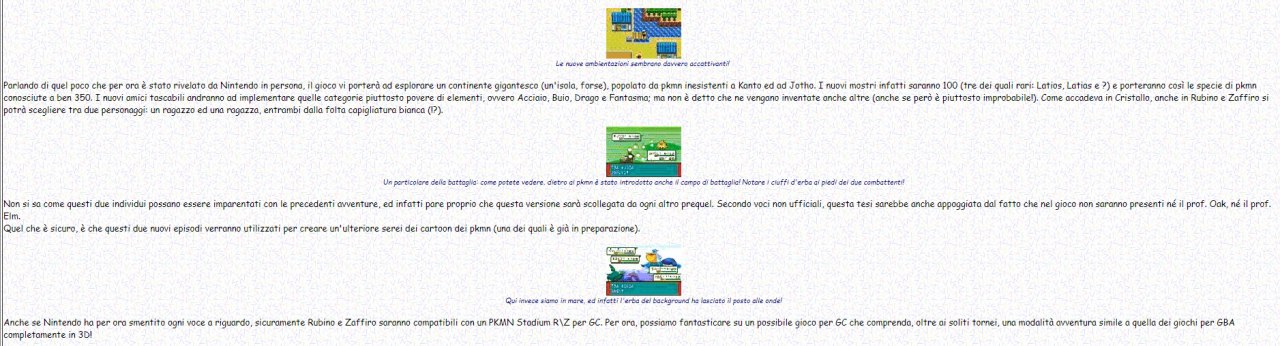 Le nuove ambientazioni sembrano davvero accattivanti!
Parlando di quel poco che per ora è stato rivelato da Nintendo in persona, il gioco vi porterà ad esplorare un continente gigantesco (un'isola, forse), popolato da pkmn inesistenti a Kanto ed ad Jotho. I nuovi mostri infatti saranno 100 (tre dei quali rari: Latios, Latias e ?) e porteranno così le specie di pkmn
conosciute a ben 350. I nuovi amici tascabili andranno ad implementare quelle categorie piuttosto povere di elementi, ovvero Acciaio, Buio, Drago e Fantasma; ma non è detto che ne vengano inventate anche altre (anche se però è piuttosto improbabile!). Come accadeva in Cristallo, anche in Rubino e Zaffiro si
potrà scegliere tra due personaggi: un ragazzo ed una ragazza, entrambi dalla folta capigliatura bianca (!?).
Un particolare della battaglia: come potete vedere, dietro ai pkmn è stato introdotto anche il campo di battaglia! Notare i ciuffi d'erba ai piedi dei due combattenti!
Non si sa come questi due individui possano essere imparentati con le precedenti avventure, ed infatti pare proprio che questa versione sarà scollegata da ogni altro prequel. Secondo voci non ufficiali, questa tesi sarebbe anche appoggiata dal fatto che nel gioco non saranno presenti né il prof. Oak, né il prof.
Elm.
Quel che è sicuro, è che questi due nuovi episodi verranno utilizzati per creare un'ulteriore serei dei cartoon dei pkmn (una dei quali è già in preparazione).
Qui invece siamo in mare, ed infatti l'erba del background ha lasciato il posto alle onde!
Anche se Nintendo ha per ora smentito ogni voce a riguardo, sicuramente Rubino e Zaffiro saranno compatibili con un PKMN Stadium R\Z per GC. Per ora, possiamo fantasticare su un possibile gioco per GC che comprenda, oltre ai soliti tornei, una modalità avventura simile a quella dei giochi per GBA
completamente in 3D!